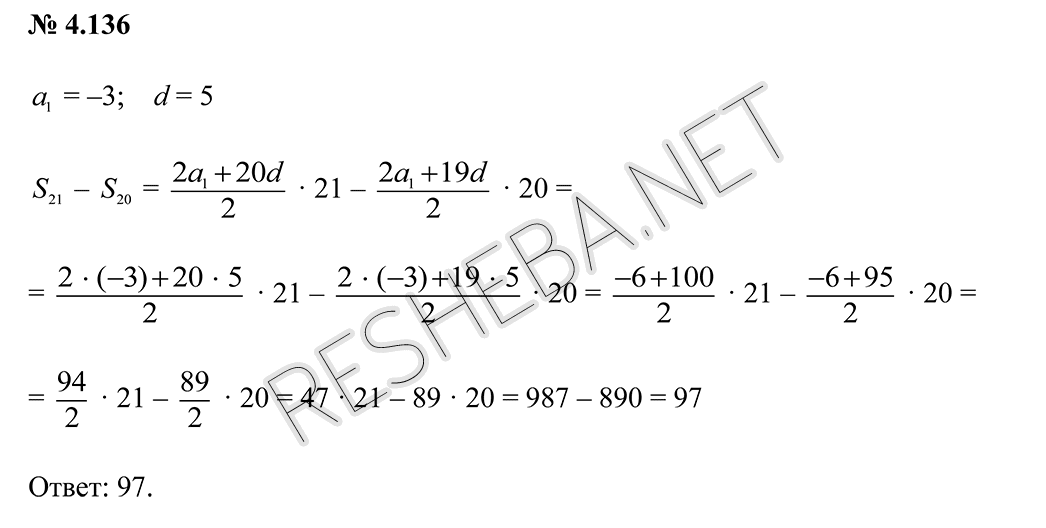 № 4.136
a₁ = –3; d = 5
S₂₁ – S₂₀ = (2a₁+20d)/2 · 21 – (2a₁+19d)/2 · 20 =
= (2 · (–3)+20 · 5)/2 · 21 – (2 · (–3)+19 · 5)/2 · 20 = (–6+100)/2 · 21 – (–6+95)/2 · 20 =
= 94/2 · 21 – 89/2 · 20 = 47 · 21 – 89 · 20 = 987 – 890 = 97
Ответ: 97.
RESHEBA.NET